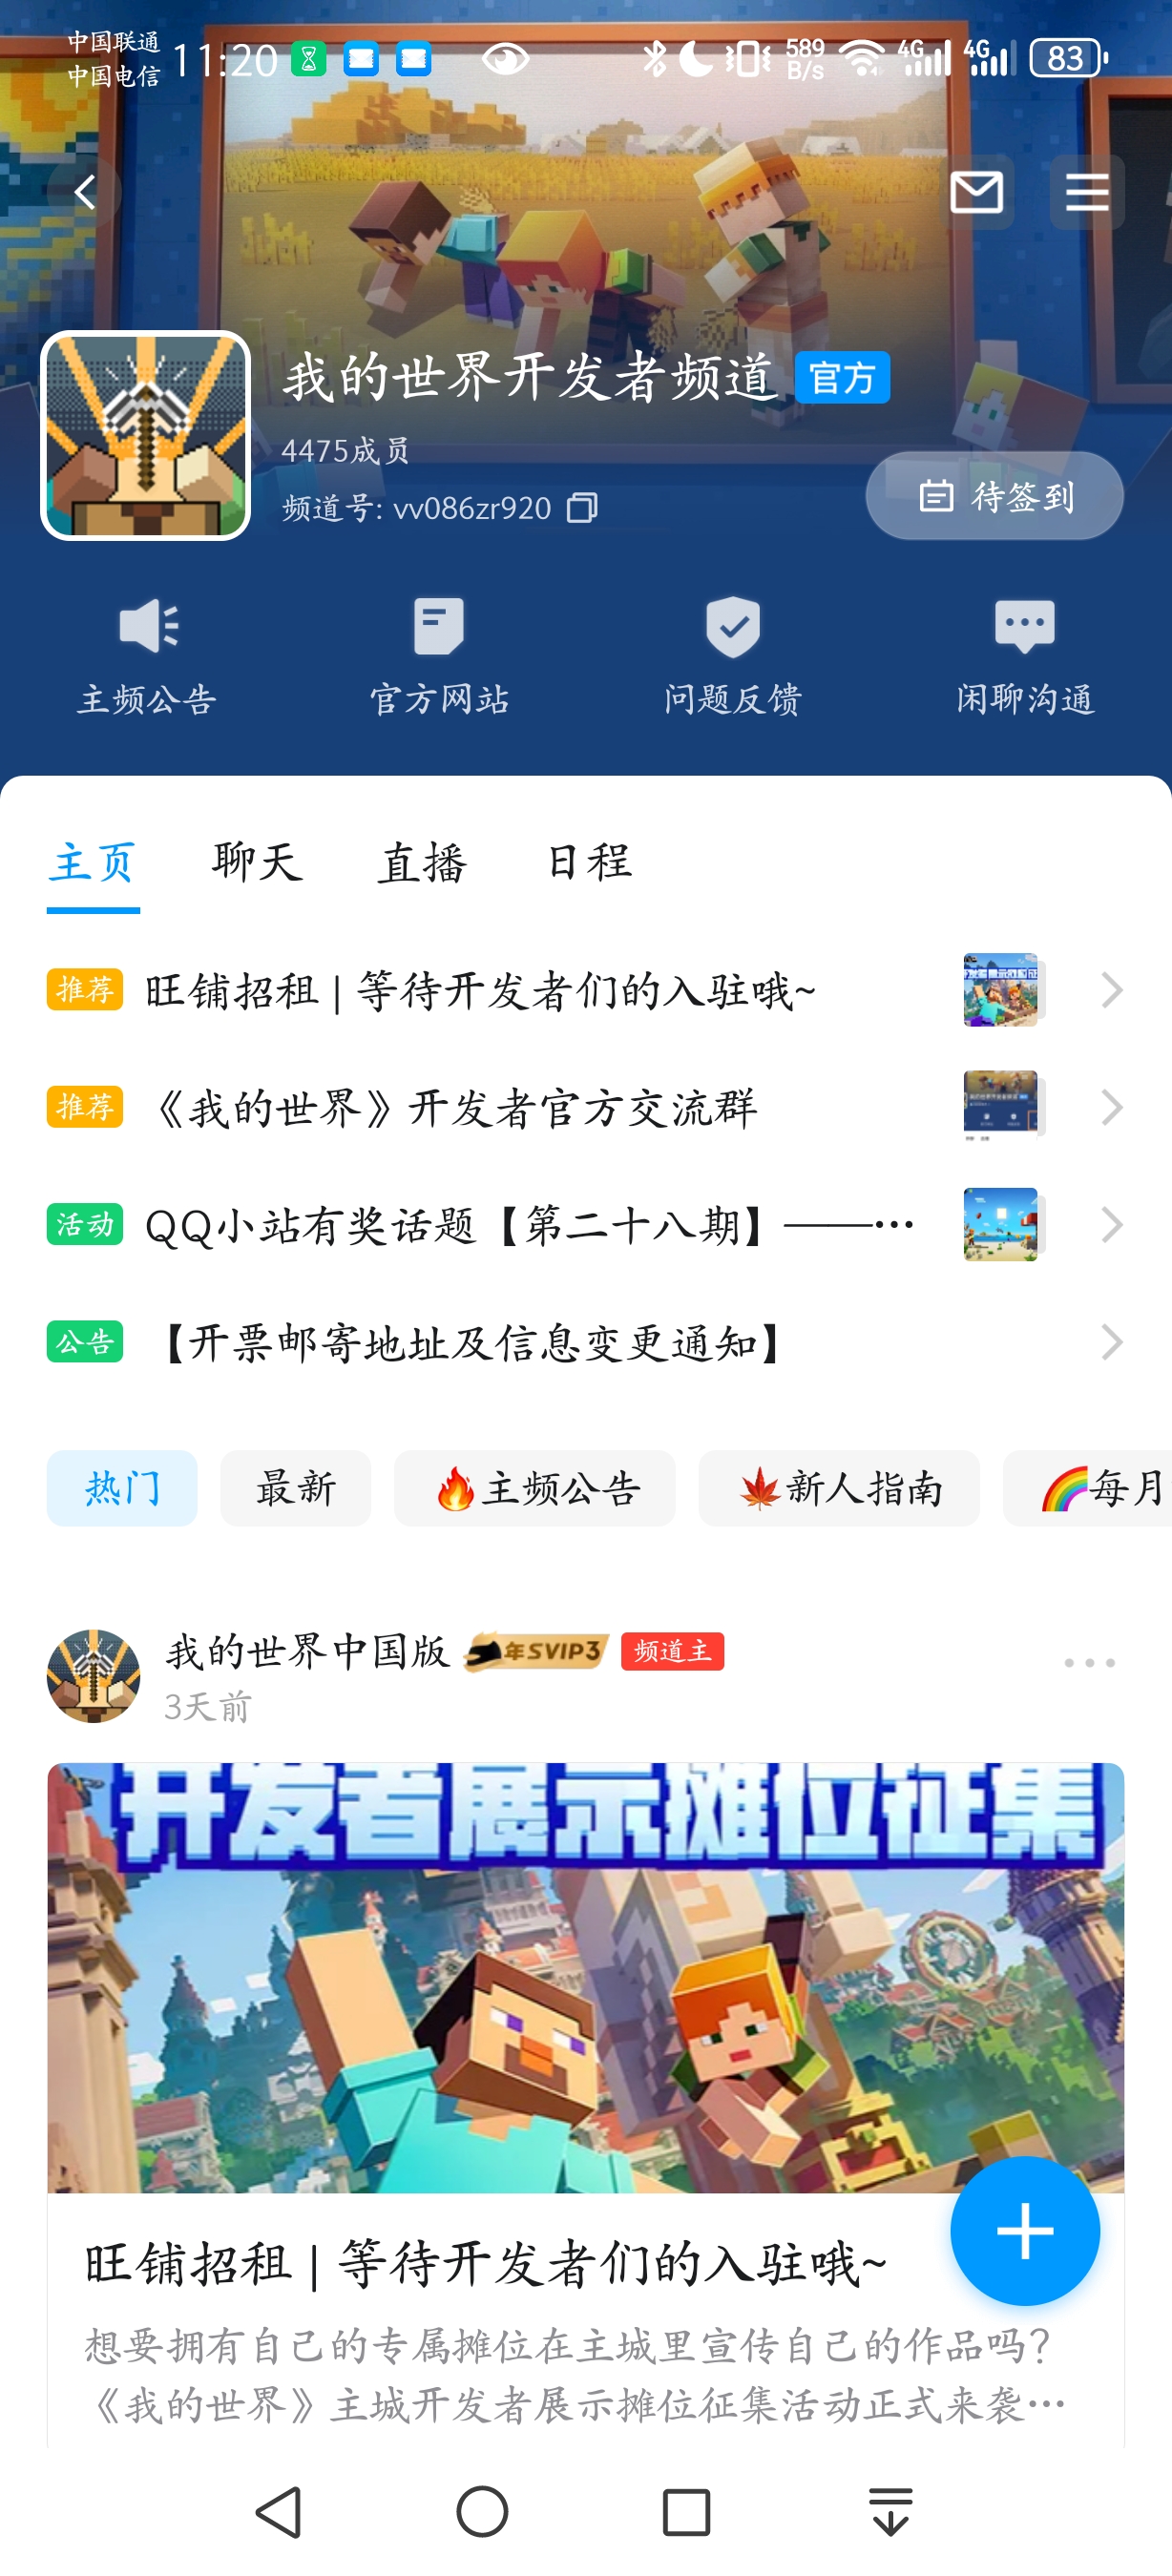 中国联通
中国电信
11:20
589
B/s
4G
4G
83
我的世界开发者频道 官方
4475成员
频道号: vv086zr920
待签到
主频公告 官方网站 问题反馈 闲聊沟通
主页 聊天 直播 日程
推荐 旺铺招租 | 等待开发者们的入驻哦~
推荐 《我的世界》开发者官方交流群
活动 QQ小站有奖话题【第二十八期】——…
公告 【开票邮寄地址及信息变更通知】
热门 最新 🔥主频公告 🍁新人指南 🌈每月
我的世界中国版 年SVIP3 频道主
3天前
开发者展示摊位征集
旺铺招租 | 等待开发者们的入驻哦~
想要拥有自己的专属摊位在主城里宣传自己的作品吗？
《我的世界》主城开发者展示摊位征集活动正式来袭…